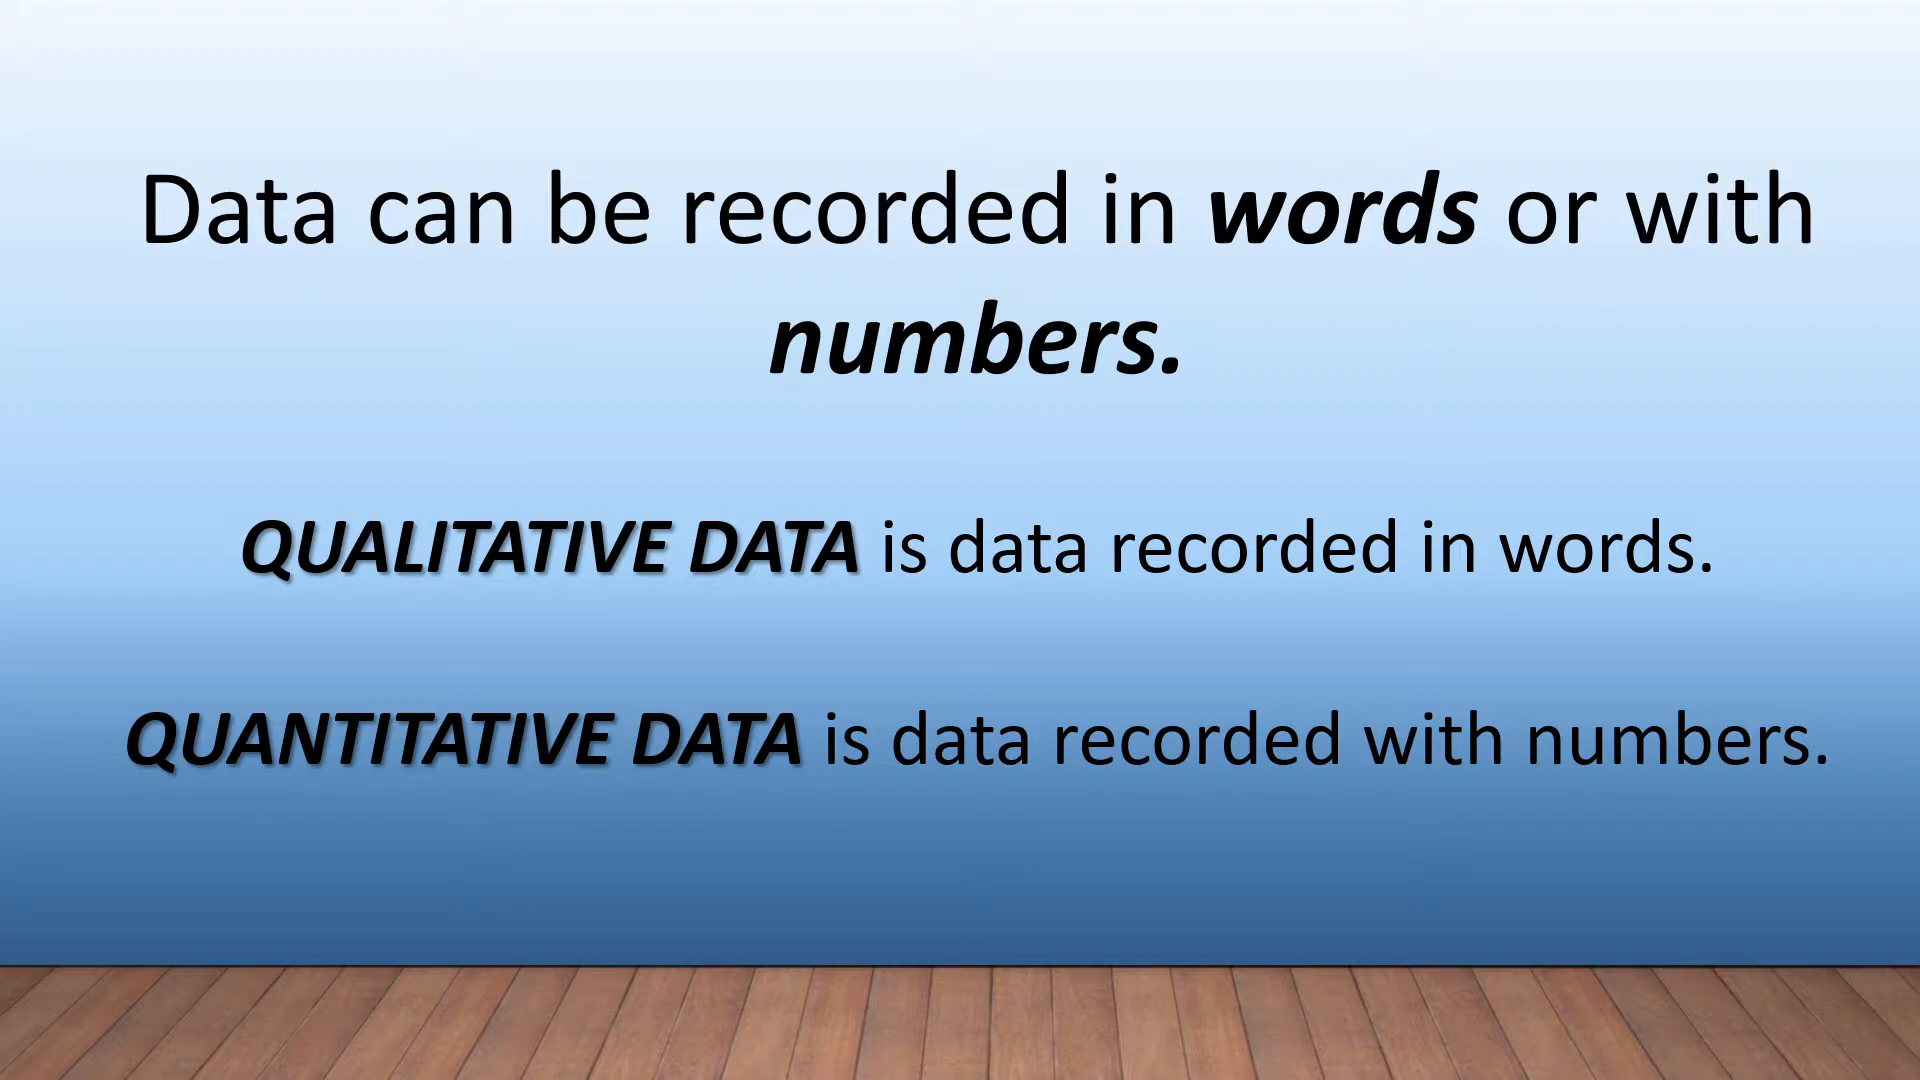 Data can be recorded in words or with
numbers.
QUALITATIVE DATA is data recorded in words.
QUANTITATIVE DATA is data recorded with numbers.